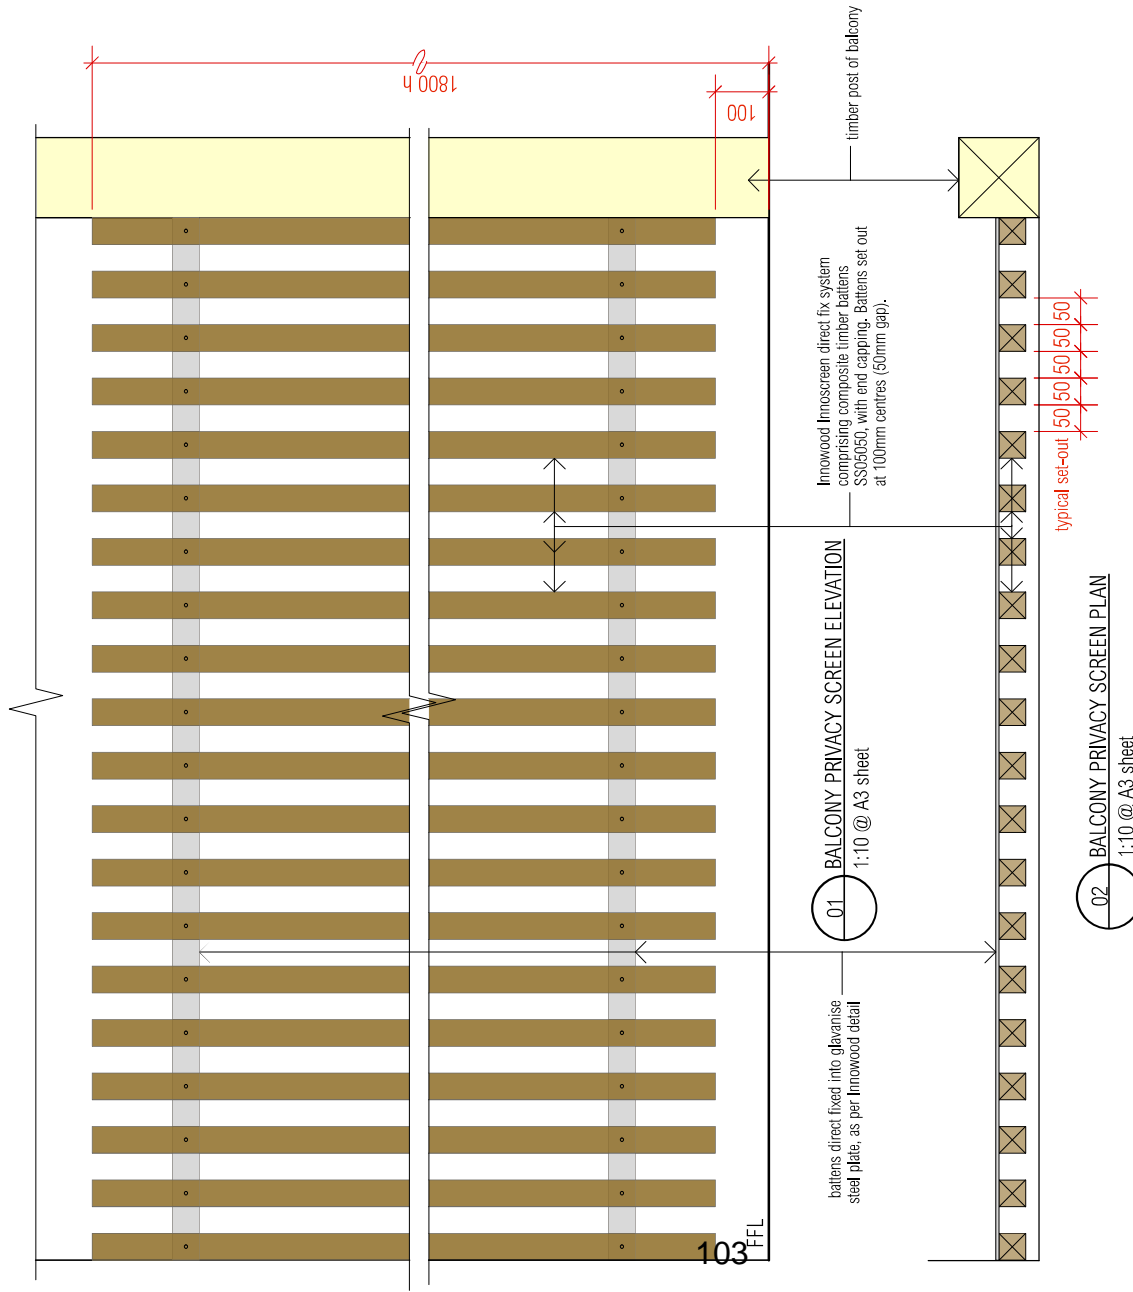 1800 h
100
timber post of balcony
Innowood Innoscreen direct fix system
comprising composite timber battens
SS05050, with end capping. Battens set out
at 100mm centres (50mm gap).
battens direct fixed into glavanise
steel plate, as per Innowood detail
FFL
103
01
BALCONY PRIVACY SCREEN ELEVATION
1:10 @ A3 sheet
typical set-out
50 50 50 50 50
02
BALCONY PRIVACY SCREEN PLAN
1:10 @ A3 sheet